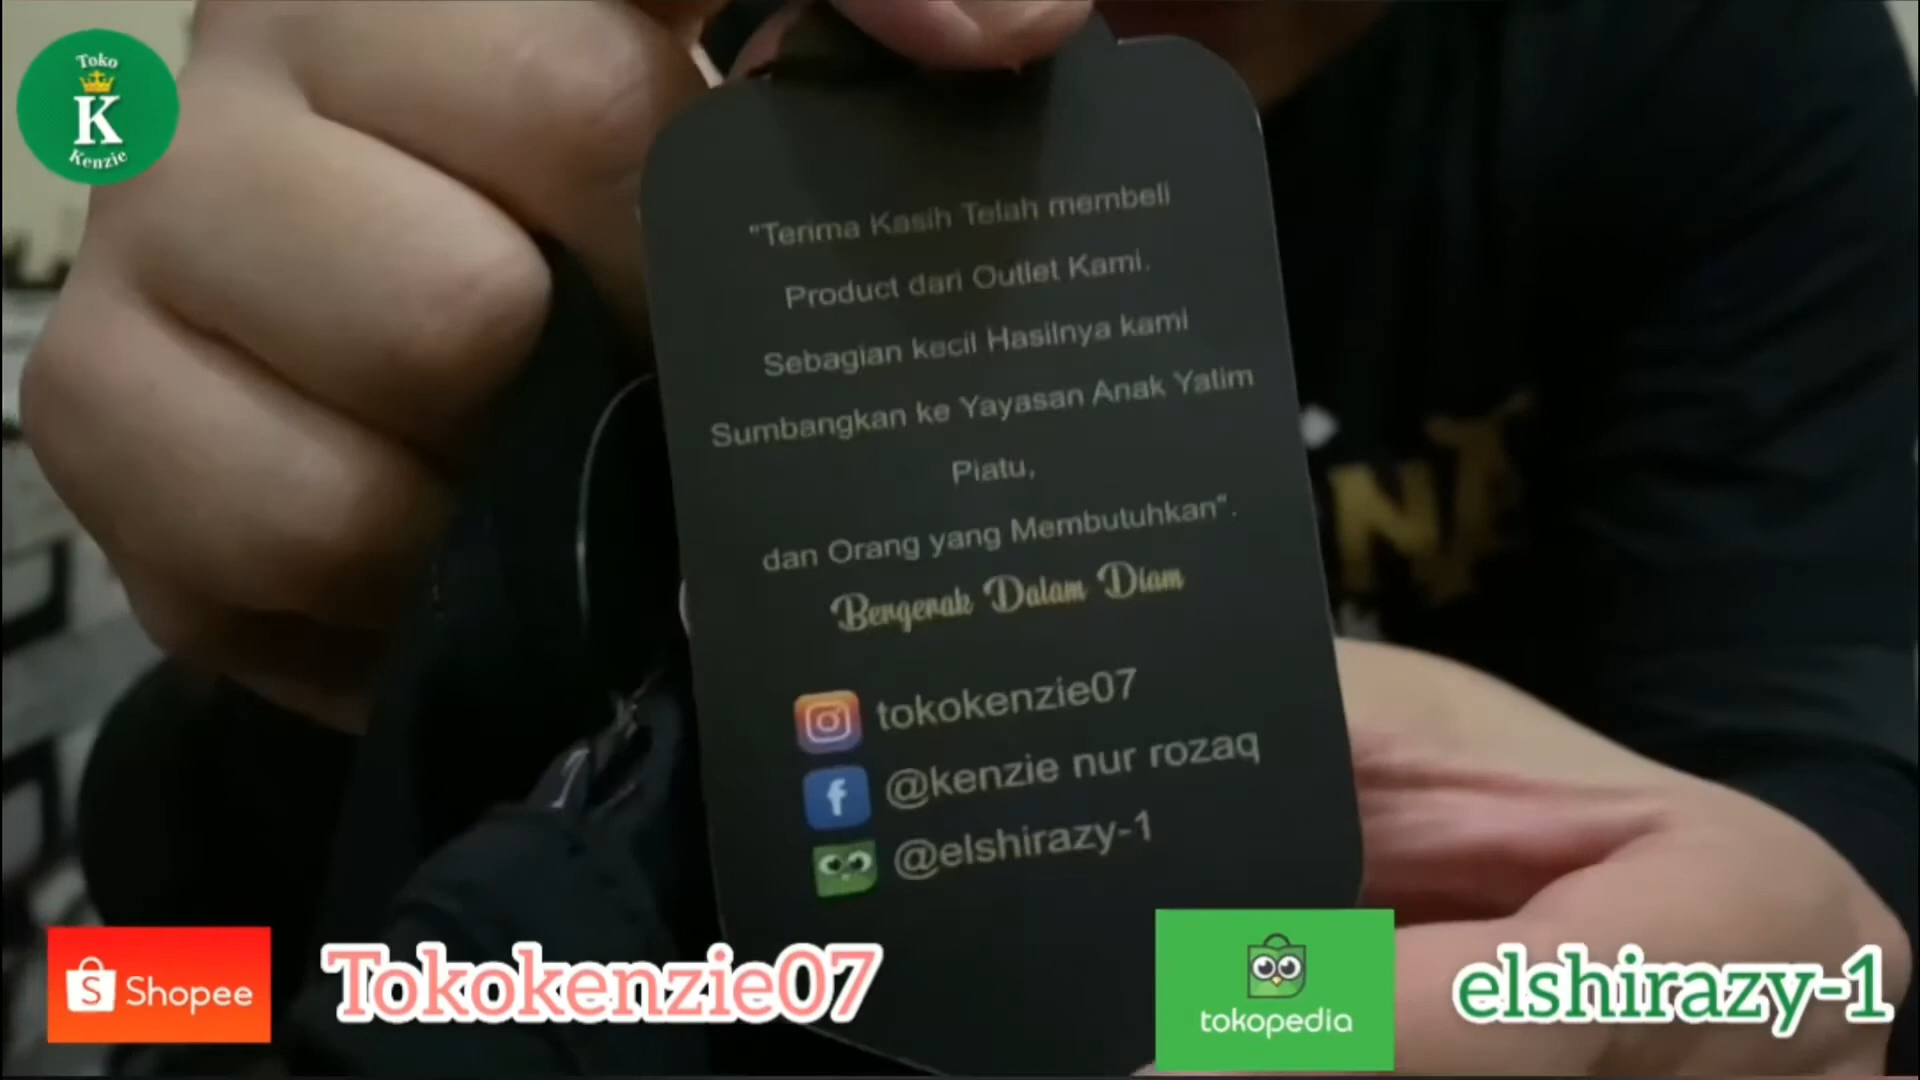 Toko
K
Kenzie
"Terima Kasih Telah membeli
Product dari Outlet Kami.
Sebagian kecil Hasilnya kami
Sumbangkan ke Yayasan Anak Yatim
Piatu,
dan Orang yang Membutuhkan".
Bergerak Dalam Diam
tokokenzie07
@kenzie nur rozaq
@elshirazy-1
S Shopee
Tokokenzie07
tokopedia
elshirazy-1